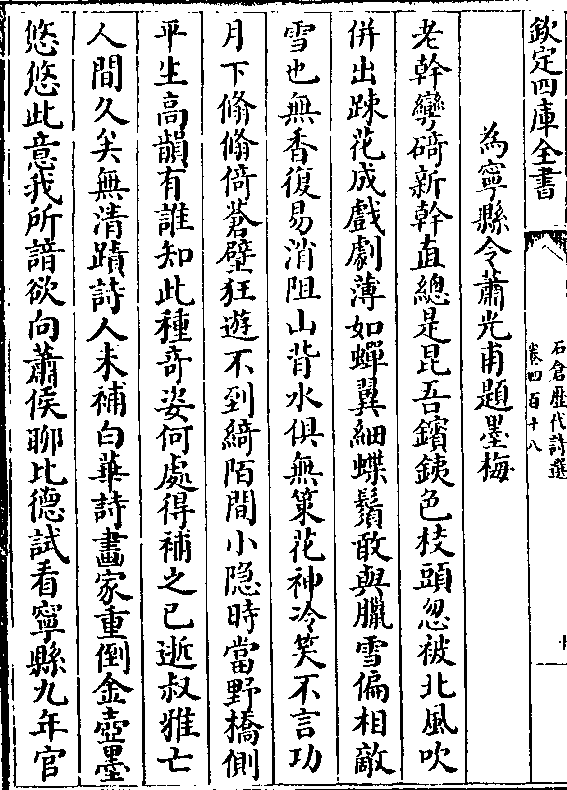 欽定四庫全書
石倉歷代詩選
卷四百十八
十
為寧縣令蕭光甫題墨梅
老幹彎碕新幹直總是昆吾鑌銕色枝頭忽被北風吹
併出踈花成戲劇薄如蟬翼細蝶鬚敢與臘雪偏相敵
雪也無香復易消阻山背水俱無策花神冷笑不言功
月下翛翛倚蒼壁狂遊不到綺陌間小隐時當野橋側
平生高韻有誰知此種奇姿何處得補之已逝叔雅亡
人間久矣無清蹟詩人未補白華詩畫家重倒金壺墨
悠悠此意我所諳欲向蕭侯聊比德試看寧縣九年官